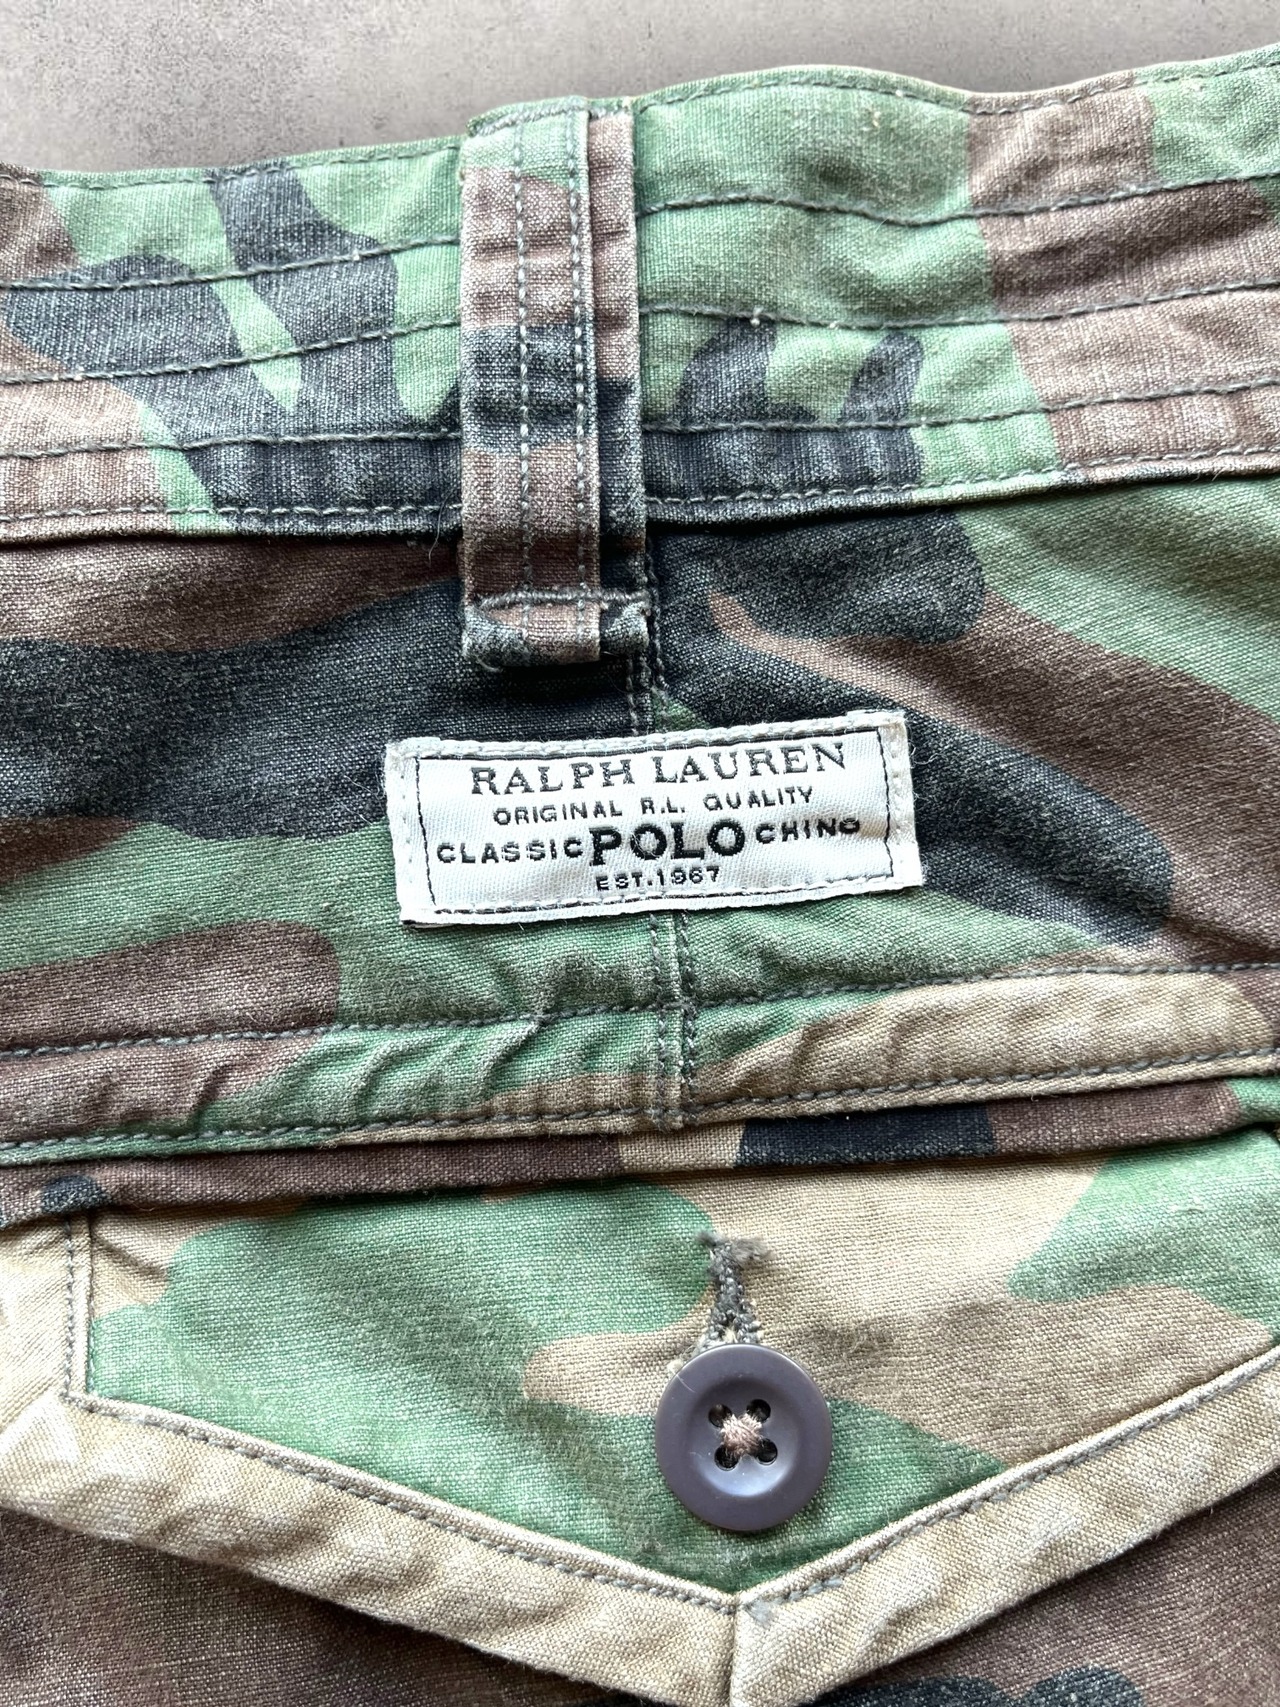 RALPH LAUREN
ORIGINAL R.L. QUALITY
CLASSIC POLO CHINO
EST.1967